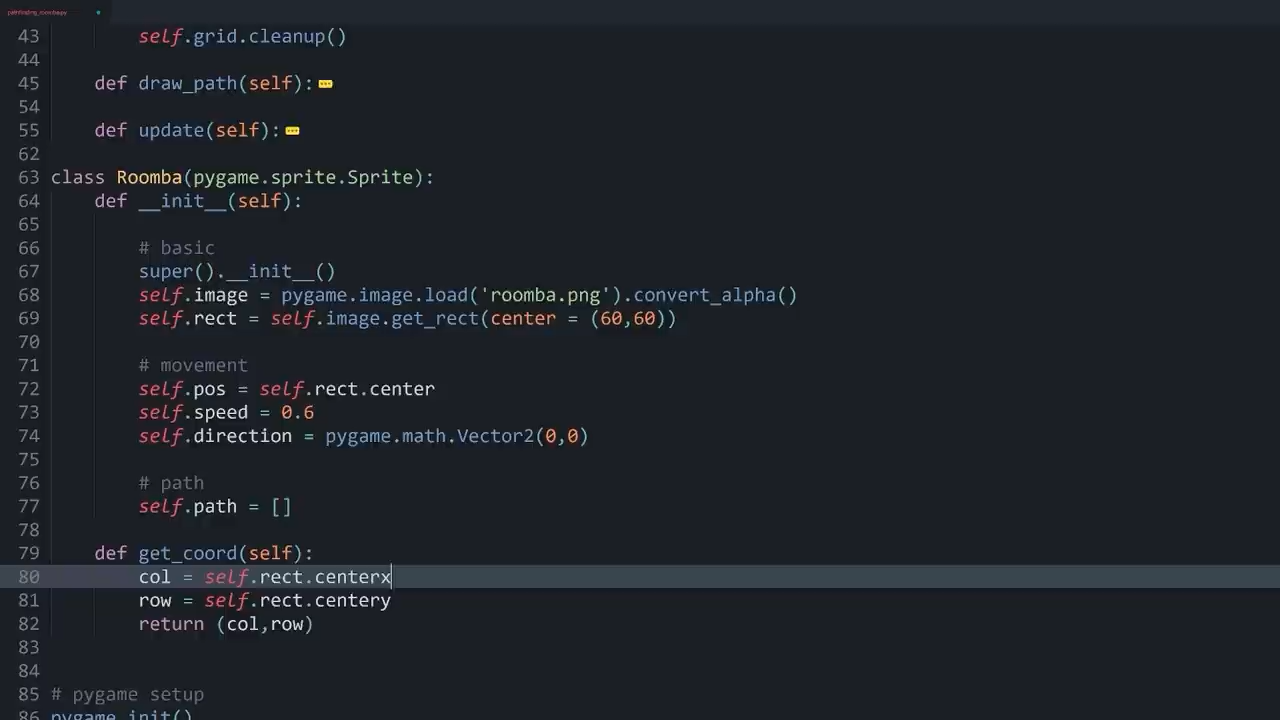 pathfinding_roomba.py
43 self.grid.cleanup()
44
45 def draw_path(self):
54
55 def update(self):
62
63 class Roomba(pygame.sprite.Sprite):
64 def __init__(self):
65
66 # basic
67 super().__init__()
68 self.image = pygame.image.load('roomba.png').convert_alpha()
69 self.rect = self.image.get_rect(center = (60,60))
70
71 # movement
72 self.pos = self.rect.center
73 self.speed = 0.6
74 self.direction = pygame.math.Vector2(0,0)
75
76 # path
77 self.path = []
78
79 def get_coord(self):
80 col = self.rect.centerx
81 row = self.rect.centery
82 return (col,row)
83
84
85 # pygame setup
86 pygame.init()